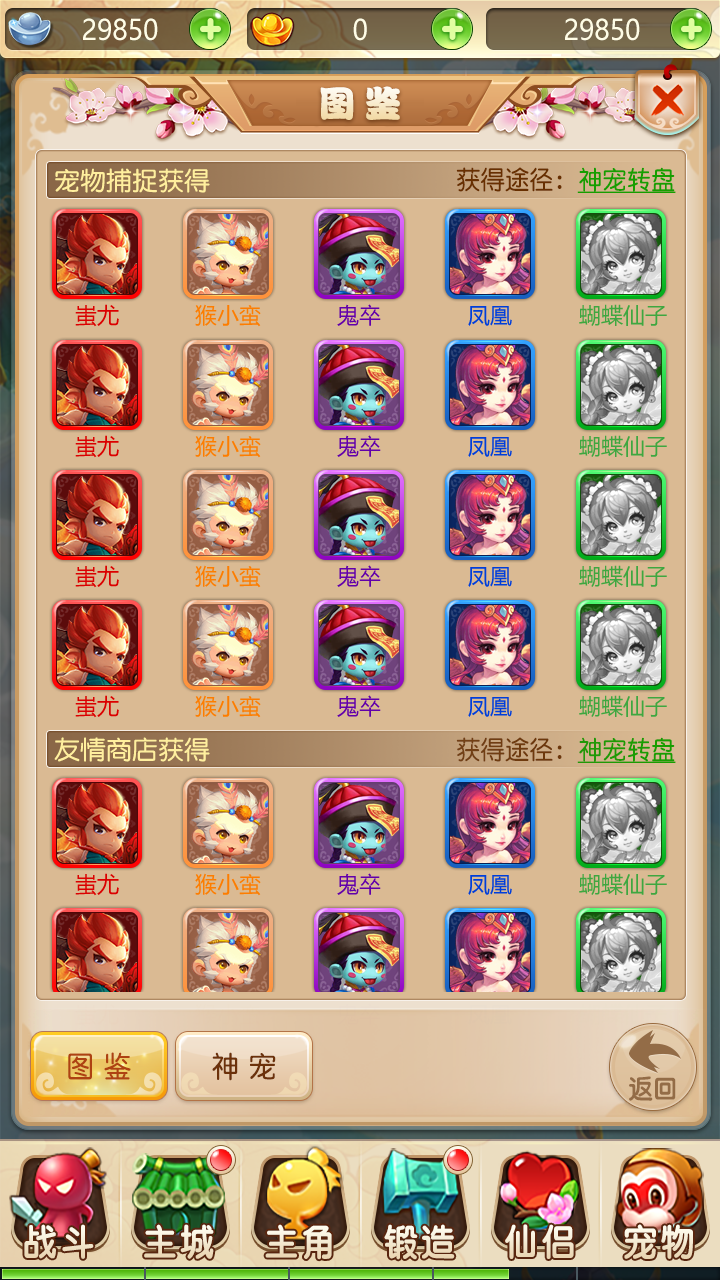 29850 0 29850
图鉴
宠物捕捉获得 获得途径：神宠转盘
蚩尤 猴小蛮 鬼卒 凤凰 蝴蝶仙子
蚩尤 猴小蛮 鬼卒 凤凰 蝴蝶仙子
蚩尤 猴小蛮 鬼卒 凤凰 蝴蝶仙子
蚩尤 猴小蛮 鬼卒 凤凰 蝴蝶仙子
友情商店获得 获得途径：神宠转盘
蚩尤 猴小蛮 鬼卒 凤凰 蝴蝶仙子
图鉴 神宠 返回
战斗 主城 主角 锻造 仙侣 宠物